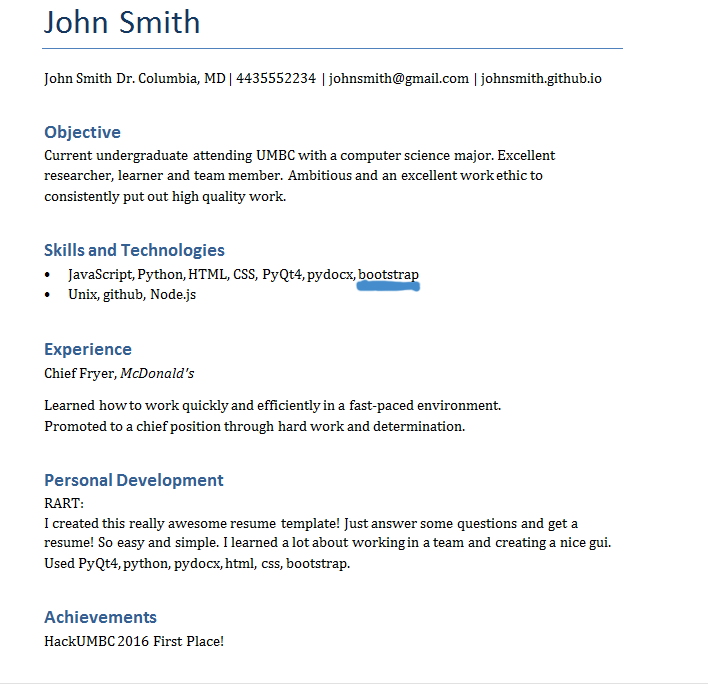 John Smith
John Smith Dr. Columbia, MD | 4435552234 | johnsmith@gmail.com | johnsmith.github.io
Objective
Current undergraduate attending UMBC with a computer science major. Excellent
researcher, learner and team member. Ambitious and an excellent work ethic to
consistently put out high quality work.
Skills and Technologies
• JavaScript, Python, HTML, CSS, PyQt4, pydocx, bootstrap
• Unix, github, Node.js
Experience
Chief Fryer, McDonald's
Learned how to work quickly and efficiently in a fast-paced environment.
Promoted to a chief position through hard work and determination.
Personal Development
RART:
I created this really awesome resume template! Just answer some questions and get a
resume! So easy and simple. I learned a lot about working in a team and creating a nice gui.
Used PyQt4, python, pydocx, html, css, bootstrap.
Achievements
HackUMBC 2016 First Place!